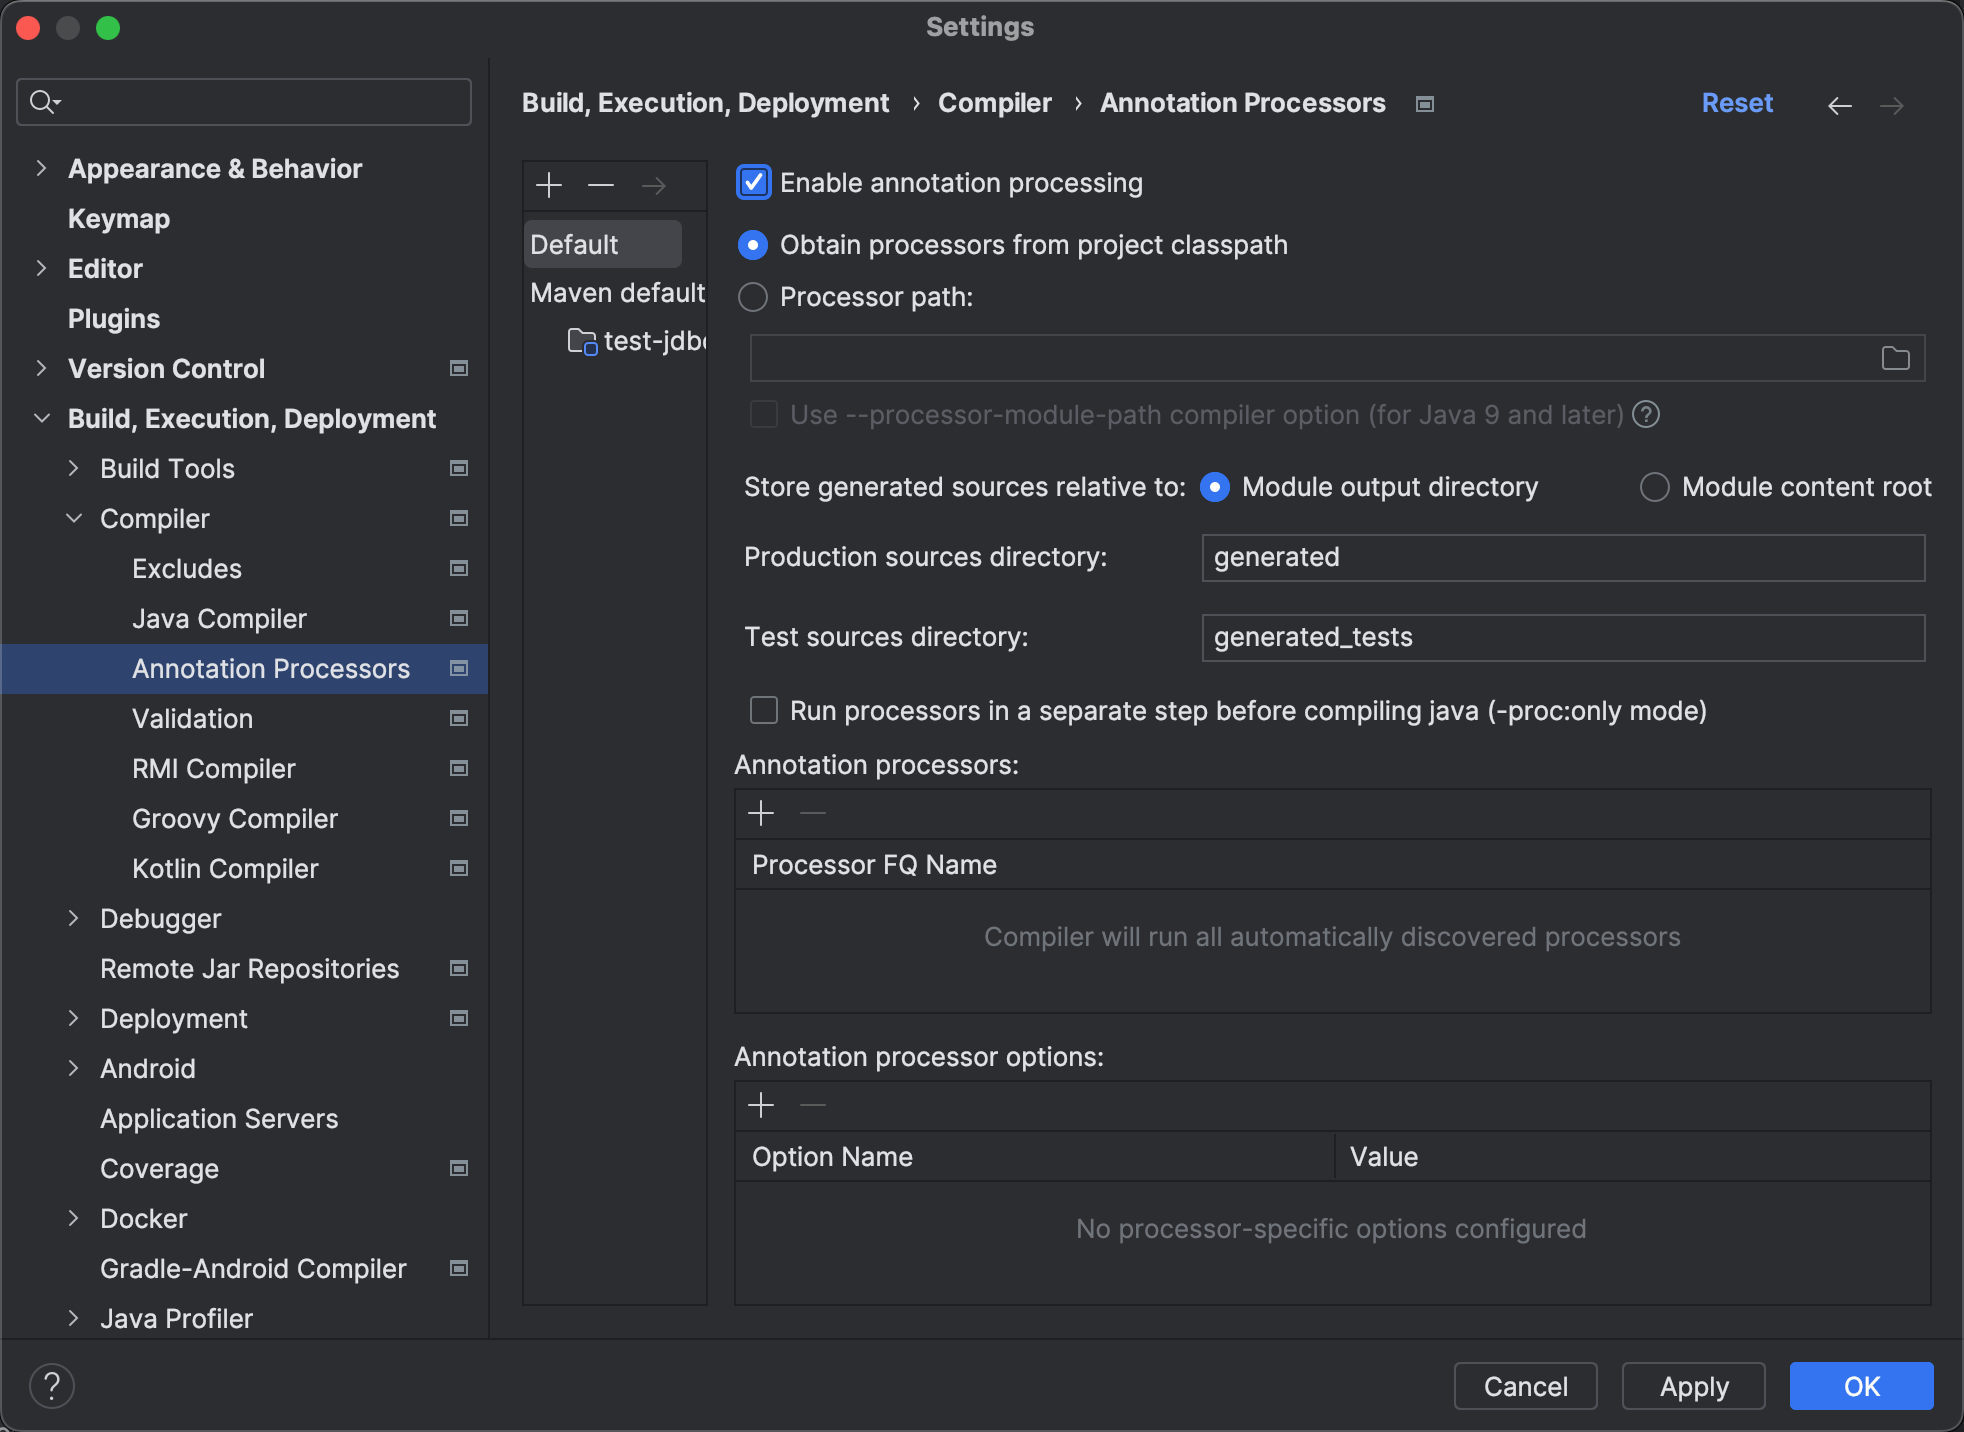 Settings
Appearance & Behavior
Keymap
Editor
Plugins
Version Control
Build, Execution, Deployment
Build Tools
Compiler
Excludes
Java Compiler
Annotation Processors
Validation
RMI Compiler
Groovy Compiler
Kotlin Compiler
Debugger
Remote Jar Repositories
Deployment
Android
Application Servers
Coverage
Docker
Gradle-Android Compiler
Java Profiler
Build, Execution, Deployment › Compiler › Annotation Processors
Reset
Default
Maven default
test-jdb
Enable annotation processing
Obtain processors from project classpath
Processor path:
Use --processor-module-path compiler option (for Java 9 and later) ?
Store generated sources relative to: Module output directory Module content root
Production sources directory: generated
Test sources directory: generated_tests
Run processors in a separate step before compiling java (-proc:only mode)
Annotation processors:
Processor FQ Name
Compiler will run all automatically discovered processors
Annotation processor options:
Option Name Value
No processor-specific options configured
?
Cancel Apply OK